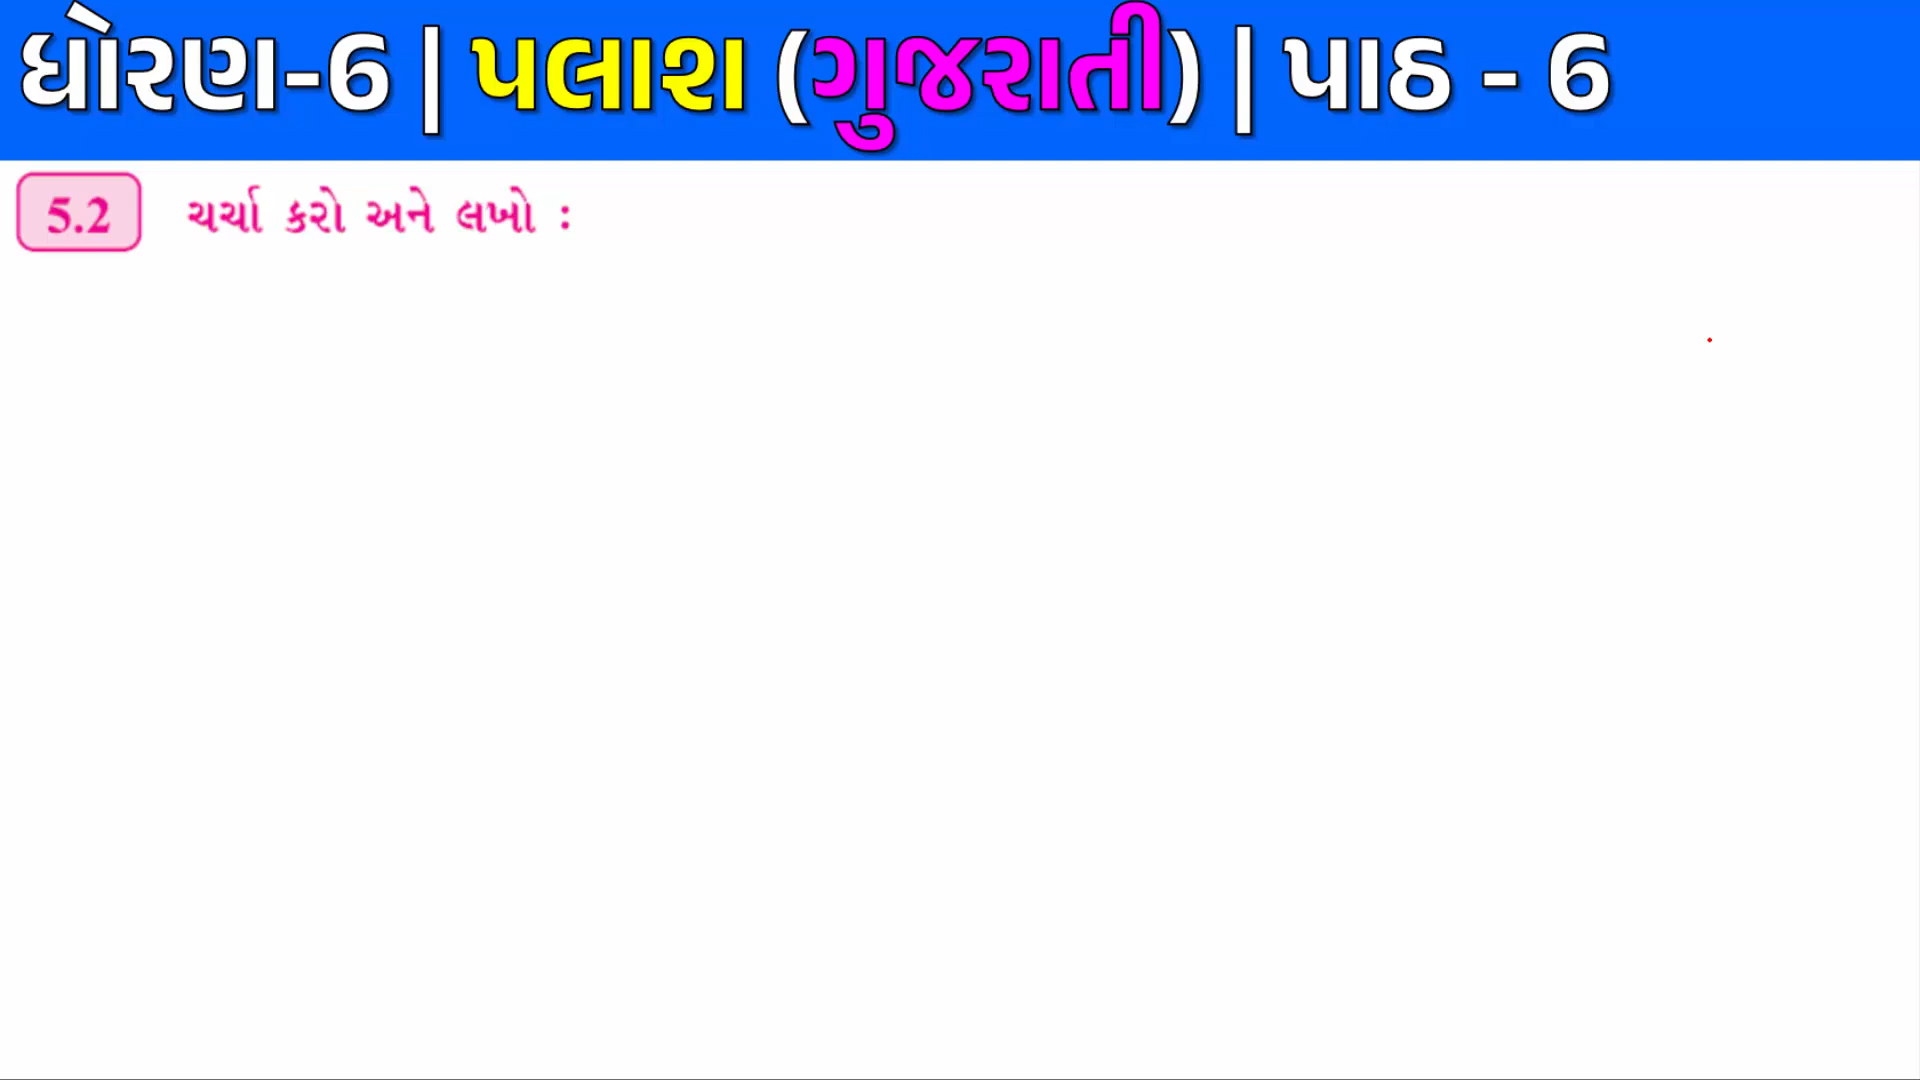 ધોરણ-6 | પલાશ (ગુજરાતી) | પાઠ - 6
5.2 ચર્ચા કરો અને લખો :